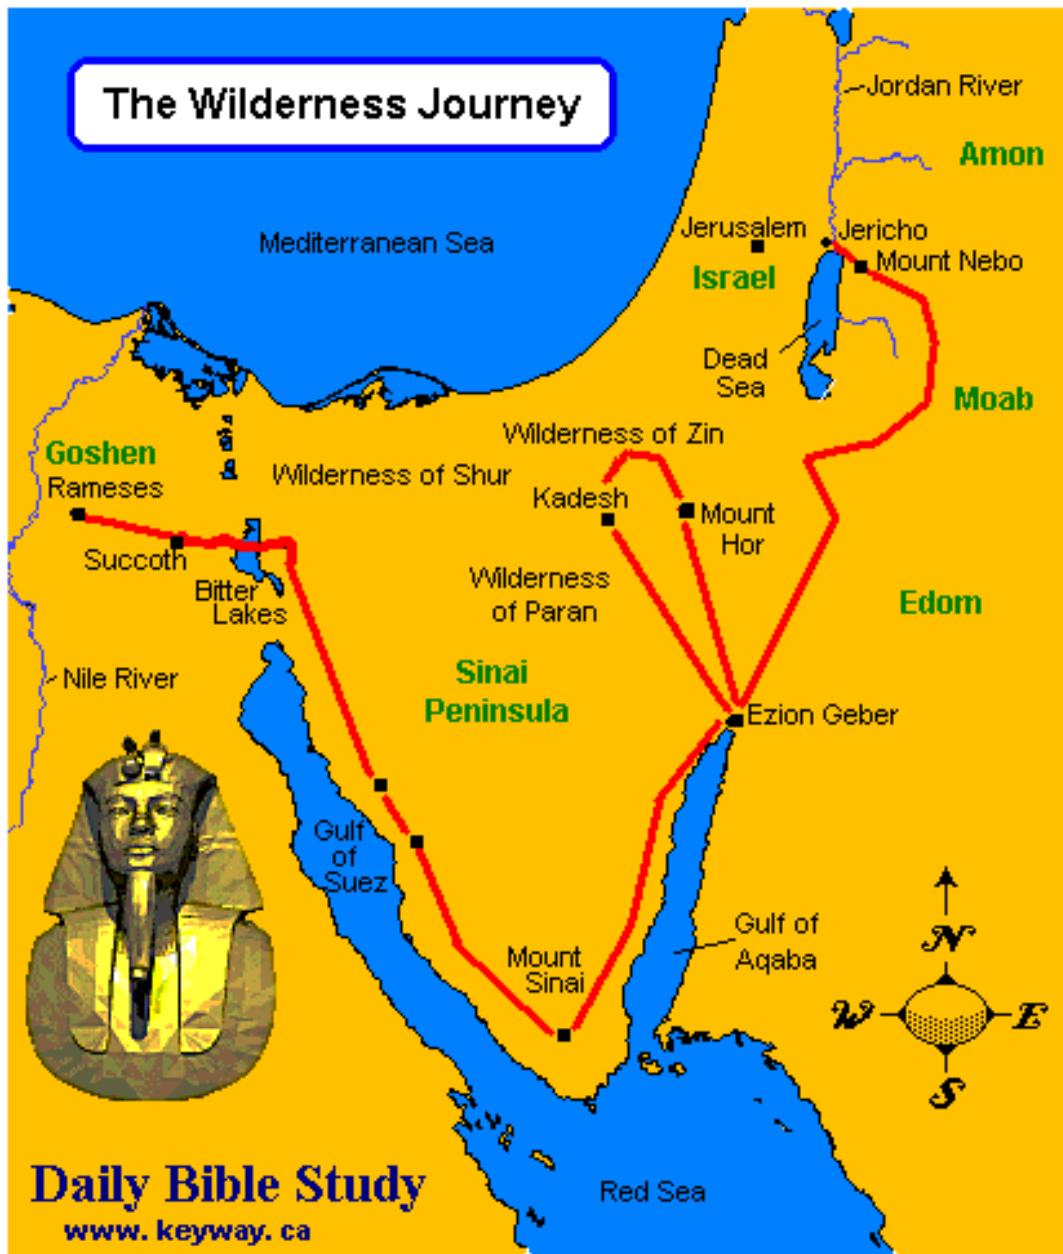 The Wilderness Journey
Jordan River
Amon
Mediterranean Sea
Jerusalem
Jericho
Mount Nebo
Israel
Dead
Sea
Moab
Goshen
Rameses
Wilderness of Zin
Wilderness of Shur
Kadesh
Mount
Hor
Succoth
Bitter
Lakes
Wilderness
of Paran
Edom
Nile River
Sinai
Peninsula
Ezion Geber
Gulf
of
Suez
Mount
Sinai
Gulf of
Aqaba
N
W
E
S
Red Sea
Daily Bible Study
www.keyway.ca